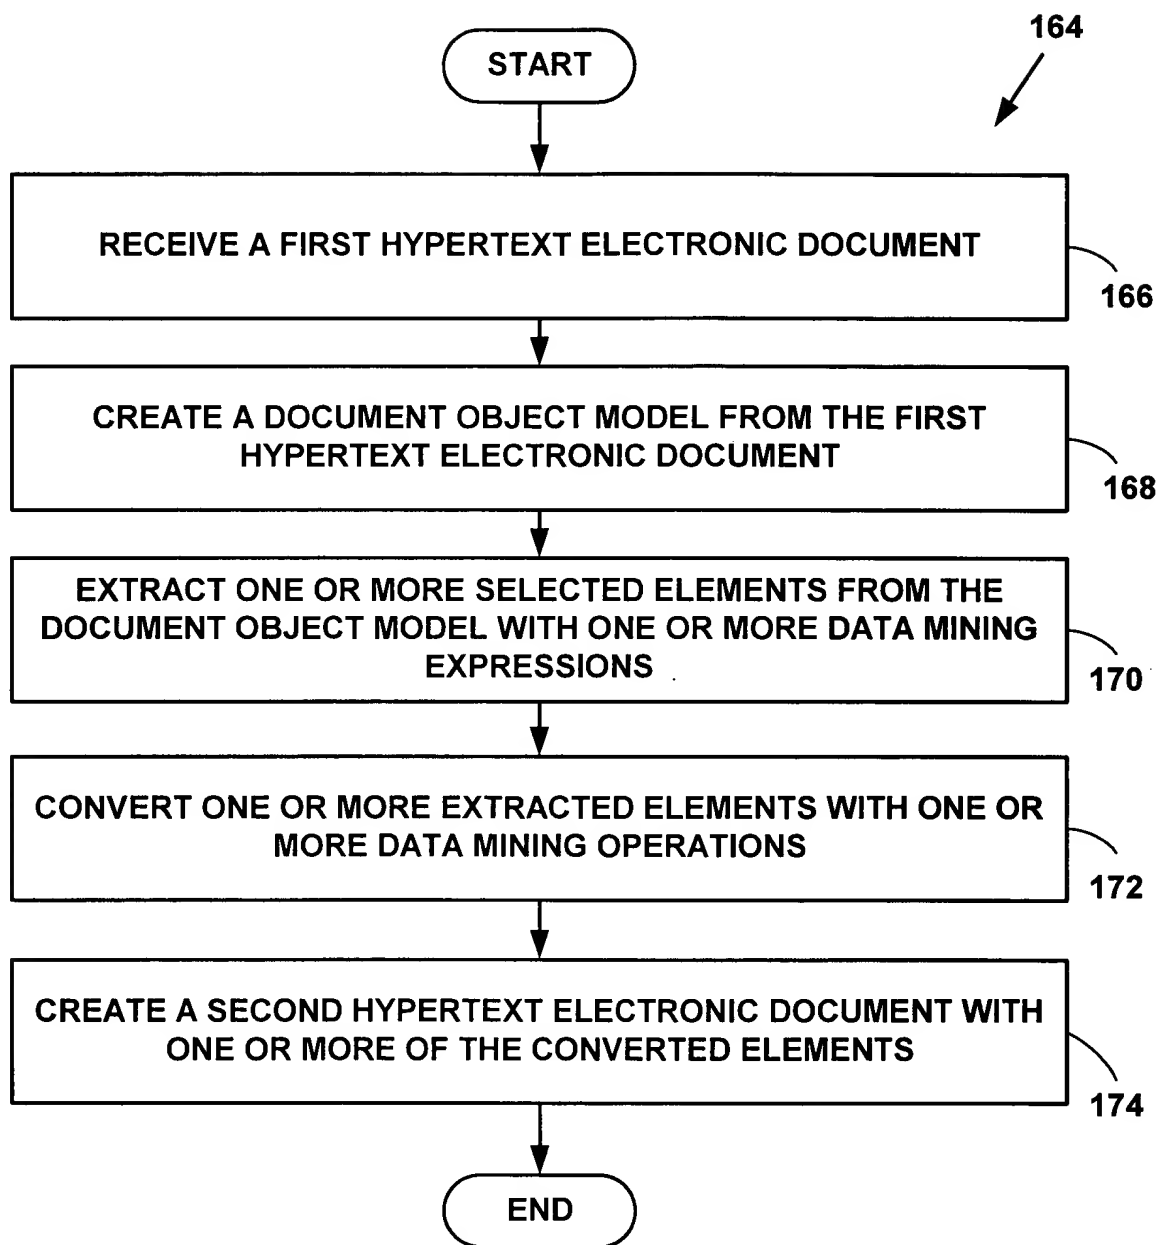 164
START
RECEIVE A FIRST HYPERTEXT ELECTRONIC DOCUMENT
166
CREATE A DOCUMENT OBJECT MODEL FROM THE FIRST
HYPERTEXT ELECTRONIC DOCUMENT
168
EXTRACT ONE OR MORE SELECTED ELEMENTS FROM THE
DOCUMENT OBJECT MODEL WITH ONE OR MORE DATA MINING
EXPRESSIONS
170
CONVERT ONE OR MORE EXTRACTED ELEMENTS WITH ONE OR
MORE DATA MINING OPERATIONS
172
CREATE A SECOND HYPERTEXT ELECTRONIC DOCUMENT WITH
ONE OR MORE OF THE CONVERTED ELEMENTS
174
END